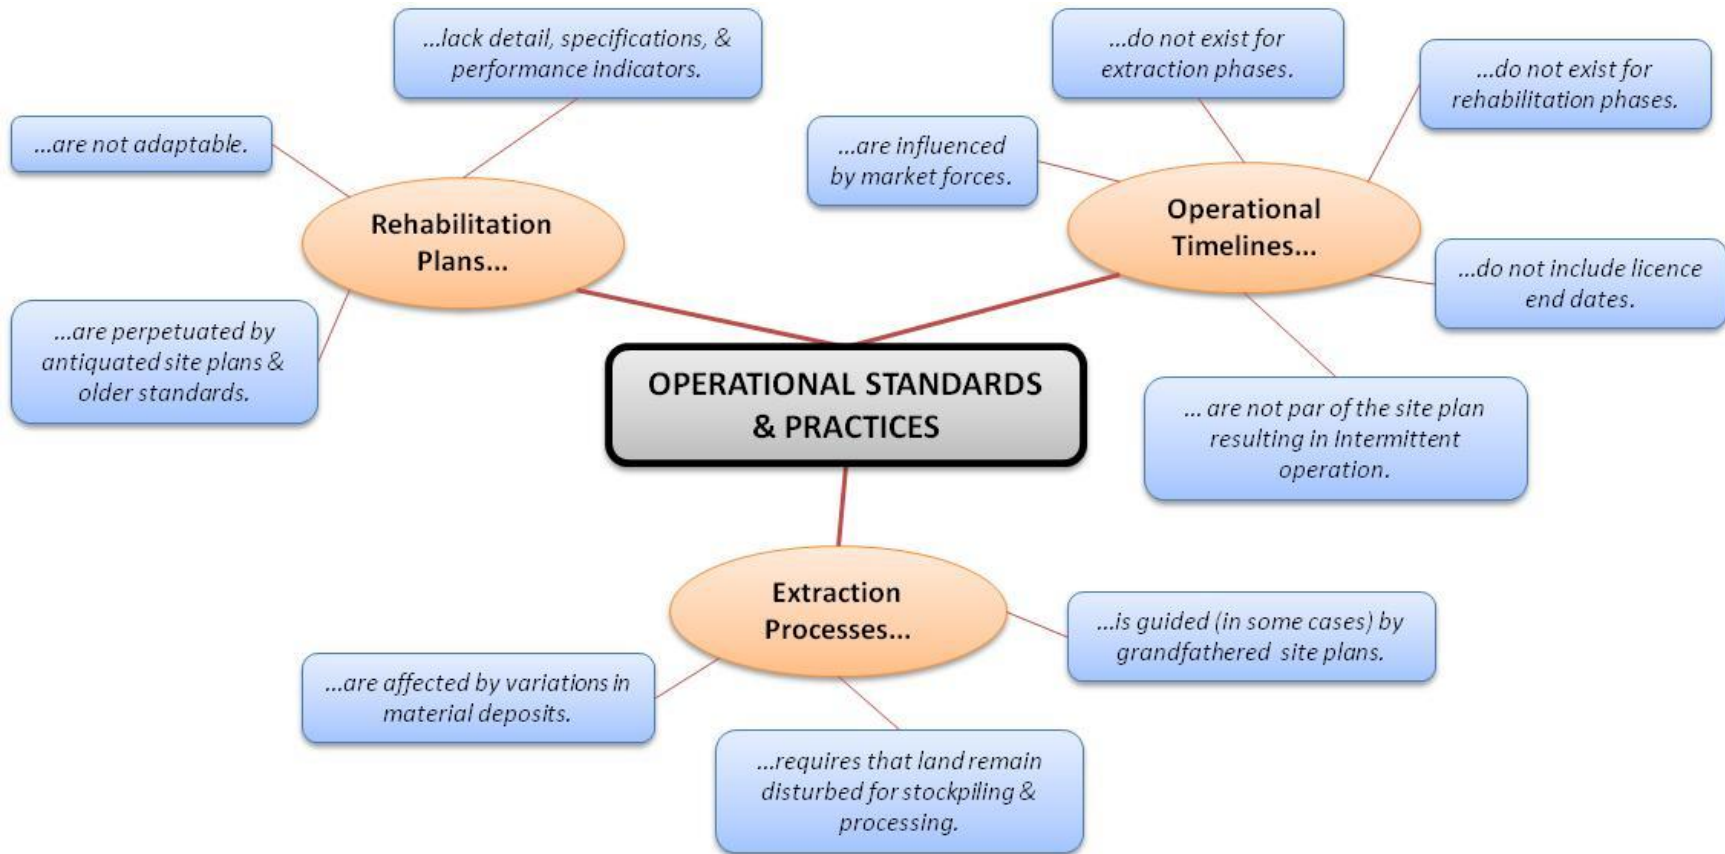 ...lack detail, specifications, &
performance indicators.
...are not adaptable.
Rehabilitation
Plans...
...are perpetuated by
antiquated site plans &
older standards.
...do not exist for
extraction phases.
...do not exist for
rehabilitation phases.
...are influenced
by market forces.
Operational
Timelines...
...do not include licence
end dates.
... are not par of the site plan
resulting in Intermittent
operation.
OPERATIONAL STANDARDS
& PRACTICES
Extraction
Processes...
...is guided (in some cases) by
grandfathered site plans.
...are affected by variations in
material deposits.
...requires that land remain
disturbed for stockpiling &
processing.